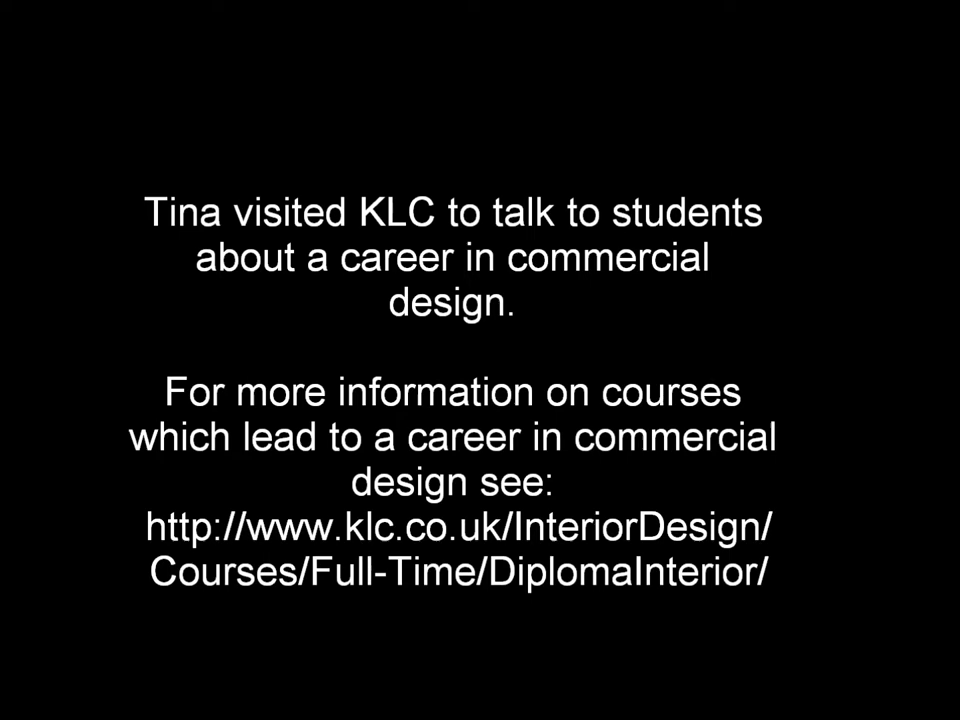 Tina visited KLC to talk to students
about a career in commercial
design.
For more information on courses
which lead to a career in commercial
design see:
http://www.klc.co.uk/InteriorDesign/
Courses/Full-Time/DiplomaInterior/